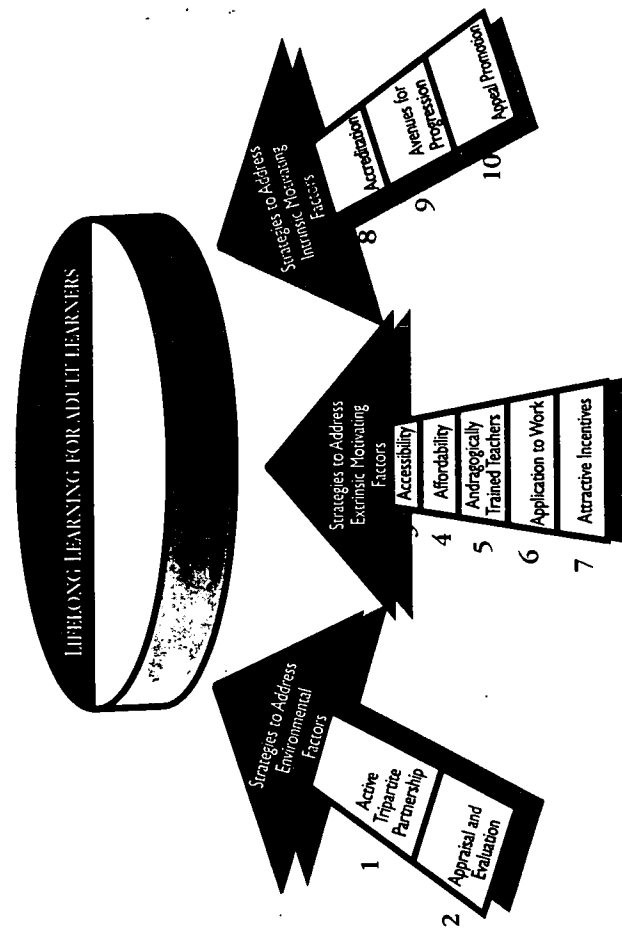 LIFELONG LEARNING FOR ADULT LEARNERS
Strategies to Address
Environmental
Factors
1
Active
Tripartite
Partnership
2
Appraisal and
Evaluation
Strategies to Address
Extrinsic Motivating
Factors
Accessibility
4
Affordability
5
Andragogically
Trained Teachers
6
Application to Work
7
Attractive Incentives
Strategies to Address
Intrinsic Motivating
Factors
8
Accreditation
9
Avenues for
Progression
10
Appeal Promotion